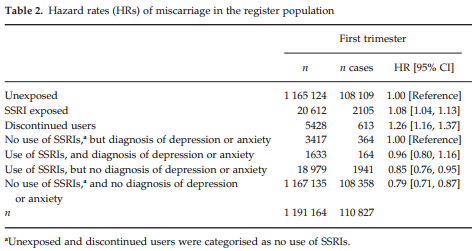 Table 2. Hazard rates (HRs) of miscarriage in the register population
First trimester
n n cases HR [95% CI]
Unexposed 1 165 124 108 109 1.00 [Reference]
SSRI exposed 20 612 2105 1.08 [1.04, 1.13]
Discontinued users 5428 613 1.26 [1.16, 1.37]
No use of SSRIs,ª but diagnosis of depression or anxiety 3417 364 1.00 [Reference]
Use of SSRIs, and diagnosis of depression or anxiety 1633 164 0.96 [0.80, 1.16]
Use of SSRIs, but no diagnosis of depression or anxiety 18 979 1941 0.85 [0.76, 0.95]
No use of SSRIs,ª and no diagnosis of depression 1 167 135 108 358 0.79 [0.71, 0.87]
or anxiety
n 1 191 164 110 827
ªUnexposed and discontinued users were categorised as no use of SSRIs.